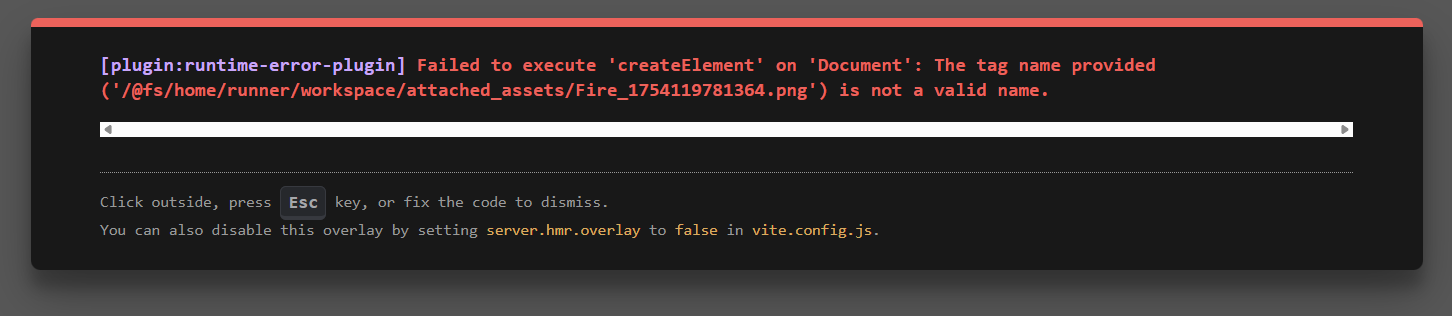 [plugin:runtime-error-plugin] Failed to execute 'createElement' on 'Document': The tag name provided
('/@fs/home/runner/workspace/attached_assets/Fire_1754119781364.png') is not a valid name.
Click outside, press Esc key, or fix the code to dismiss.
You can also disable this overlay by setting server.hmr.overlay to false in vite.config.js.